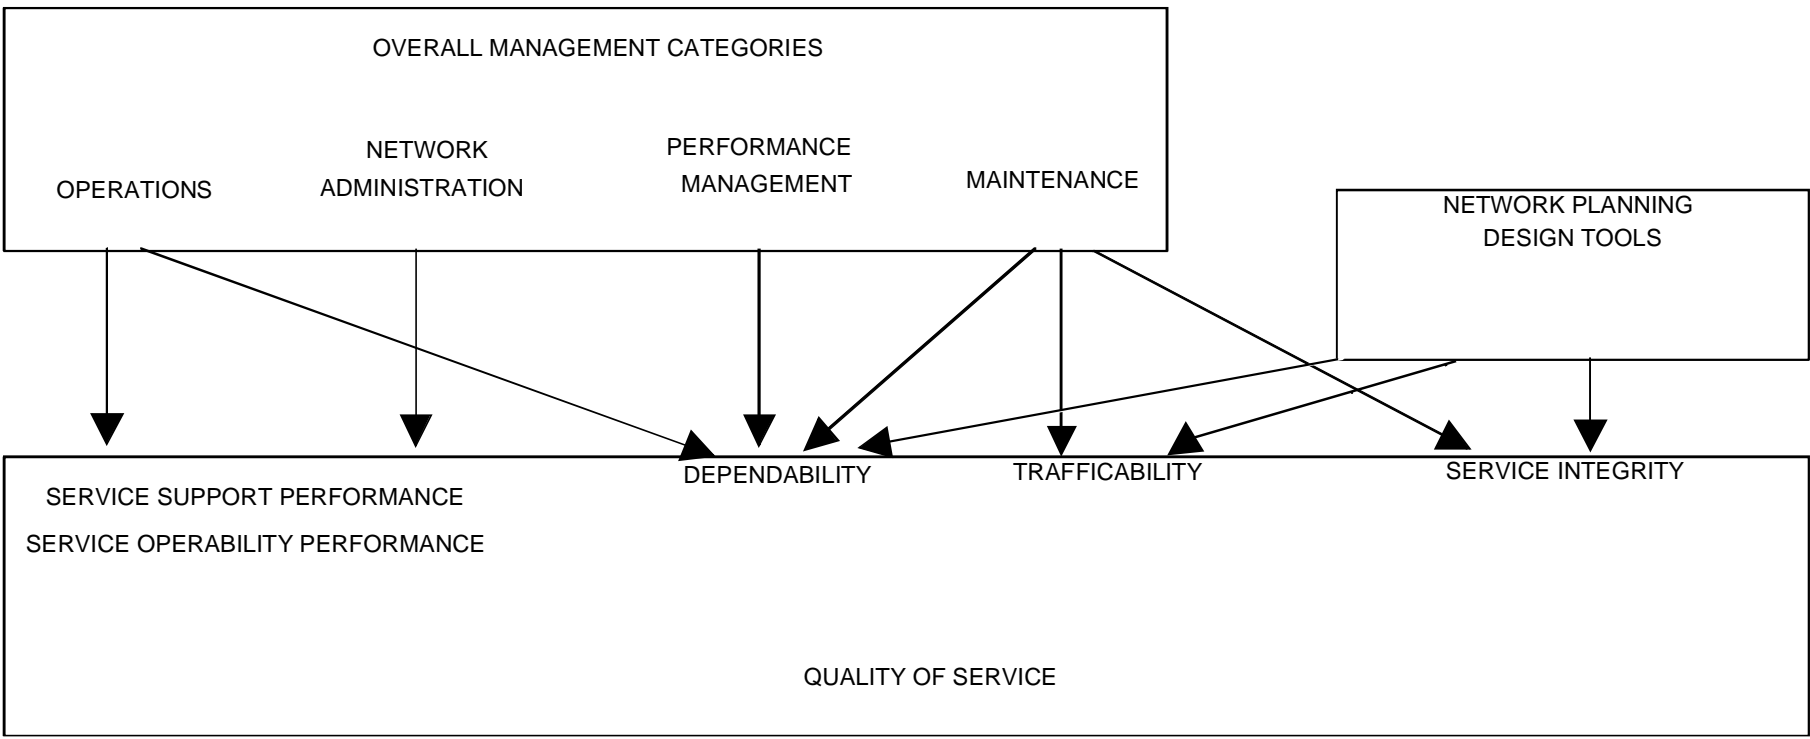 OVERALL MANAGEMENT CATEGORIES
OPERATIONS
NETWORK
ADMINISTRATION
PERFORMANCE
MANAGEMENT
MAINTENANCE
NETWORK PLANNING
DESIGN TOOLS
SERVICE SUPPORT PERFORMANCE
SERVICE OPERABILITY PERFORMANCE
DEPENDABILITY
TRAFFICABILITY
SERVICE INTEGRITY
QUALITY OF SERVICE